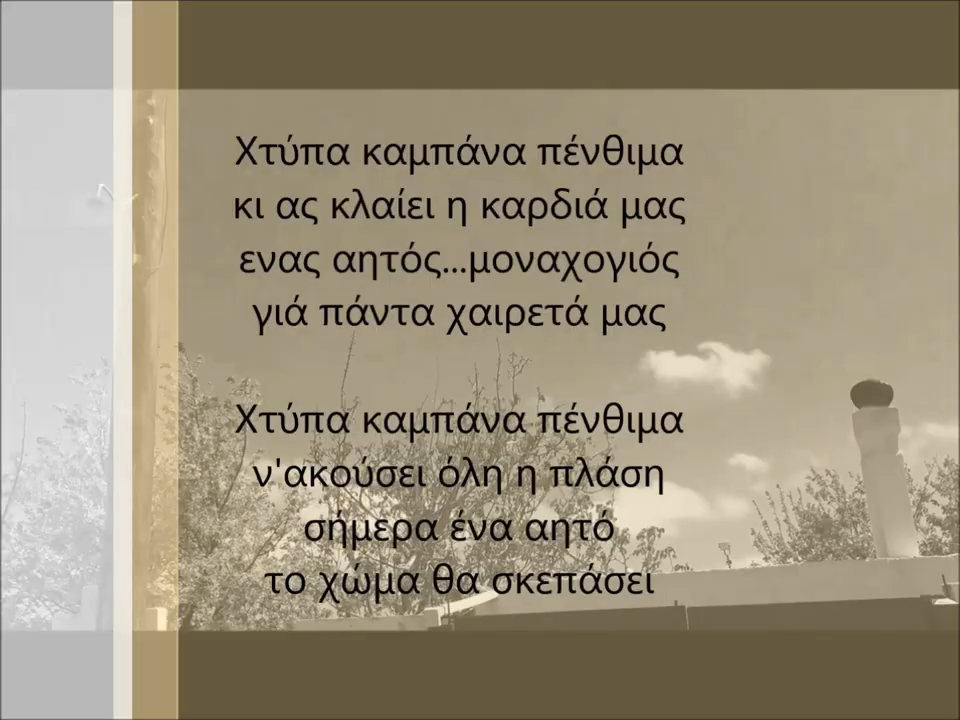 Χτύπα καμπάνα πένθιμα
κι ας κλαίει η καρδιά μας
ενας αητός...μοναχογιός
γιά πάντα χαιρετά μας
Χτύπα καμπάνα πένθιμα
ν'ακούσει όλη η πλάση
σήμερα ένα αητό
το χώμα θα σκεπάσει